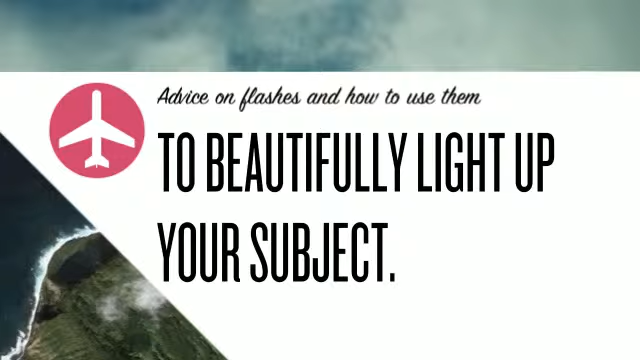 Advice on flashes and how to use them
TO BEAUTIFULLY LIGHT UP
YOUR SUBJECT.